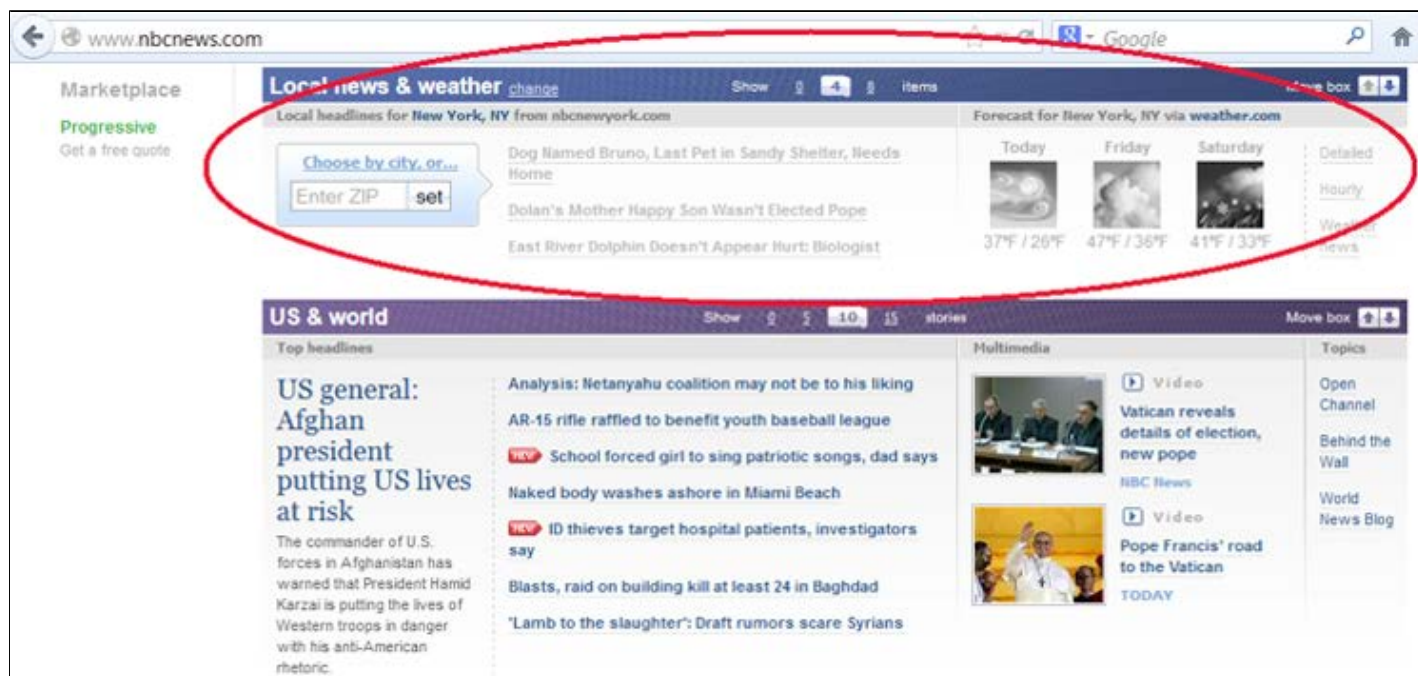 www.nbcnews.com
Google
Marketplace
Progressive
Get a free quote
Local news & weather change Show 0 4 8 items Move box
Local headlines for New York, NY from nbcnewyork.com
Forecast for New York, NY via weather.com
Choose by city, or...
Enter ZIP set
Dog Named Bruno, Last Pet in Sandy Shelter, Needs
Home
Dolan's Mother Happy Son Wasn't Elected Pope
East River Dolphin Doesn't Appear Hurt: Biologist
Today Friday Saturday
37°F / 26°F 47°F / 36°F 41°F / 33°F
Detailed
Hourly
Weather
news
US & world Show 0 5 10 15 stories Move box
Top headlines
US general:
Afghan
president
putting US lives
at risk
The commander of U.S.
forces in Afghanistan has
warned that President Hamid
Karzai is putting the lives of
Western troops in danger
with his anti-American
rhetoric.
Analysis: Netanyahu coalition may not be to his liking
AR-15 rifle raffled to benefit youth baseball league
NEW School forced girl to sing patriotic songs, dad says
Naked body washes ashore in Miami Beach
NEW ID thieves target hospital patients, investigators
say
Blasts, raid on building kill at least 24 in Baghdad
'Lamb to the slaughter': Draft rumors scare Syrians
Multimedia
Video
Vatican reveals
details of election,
new pope
NBC News
Video
Pope Francis' road
to the Vatican
TODAY
Topics
Open
Channel
Behind the
Wall
World
News Blog